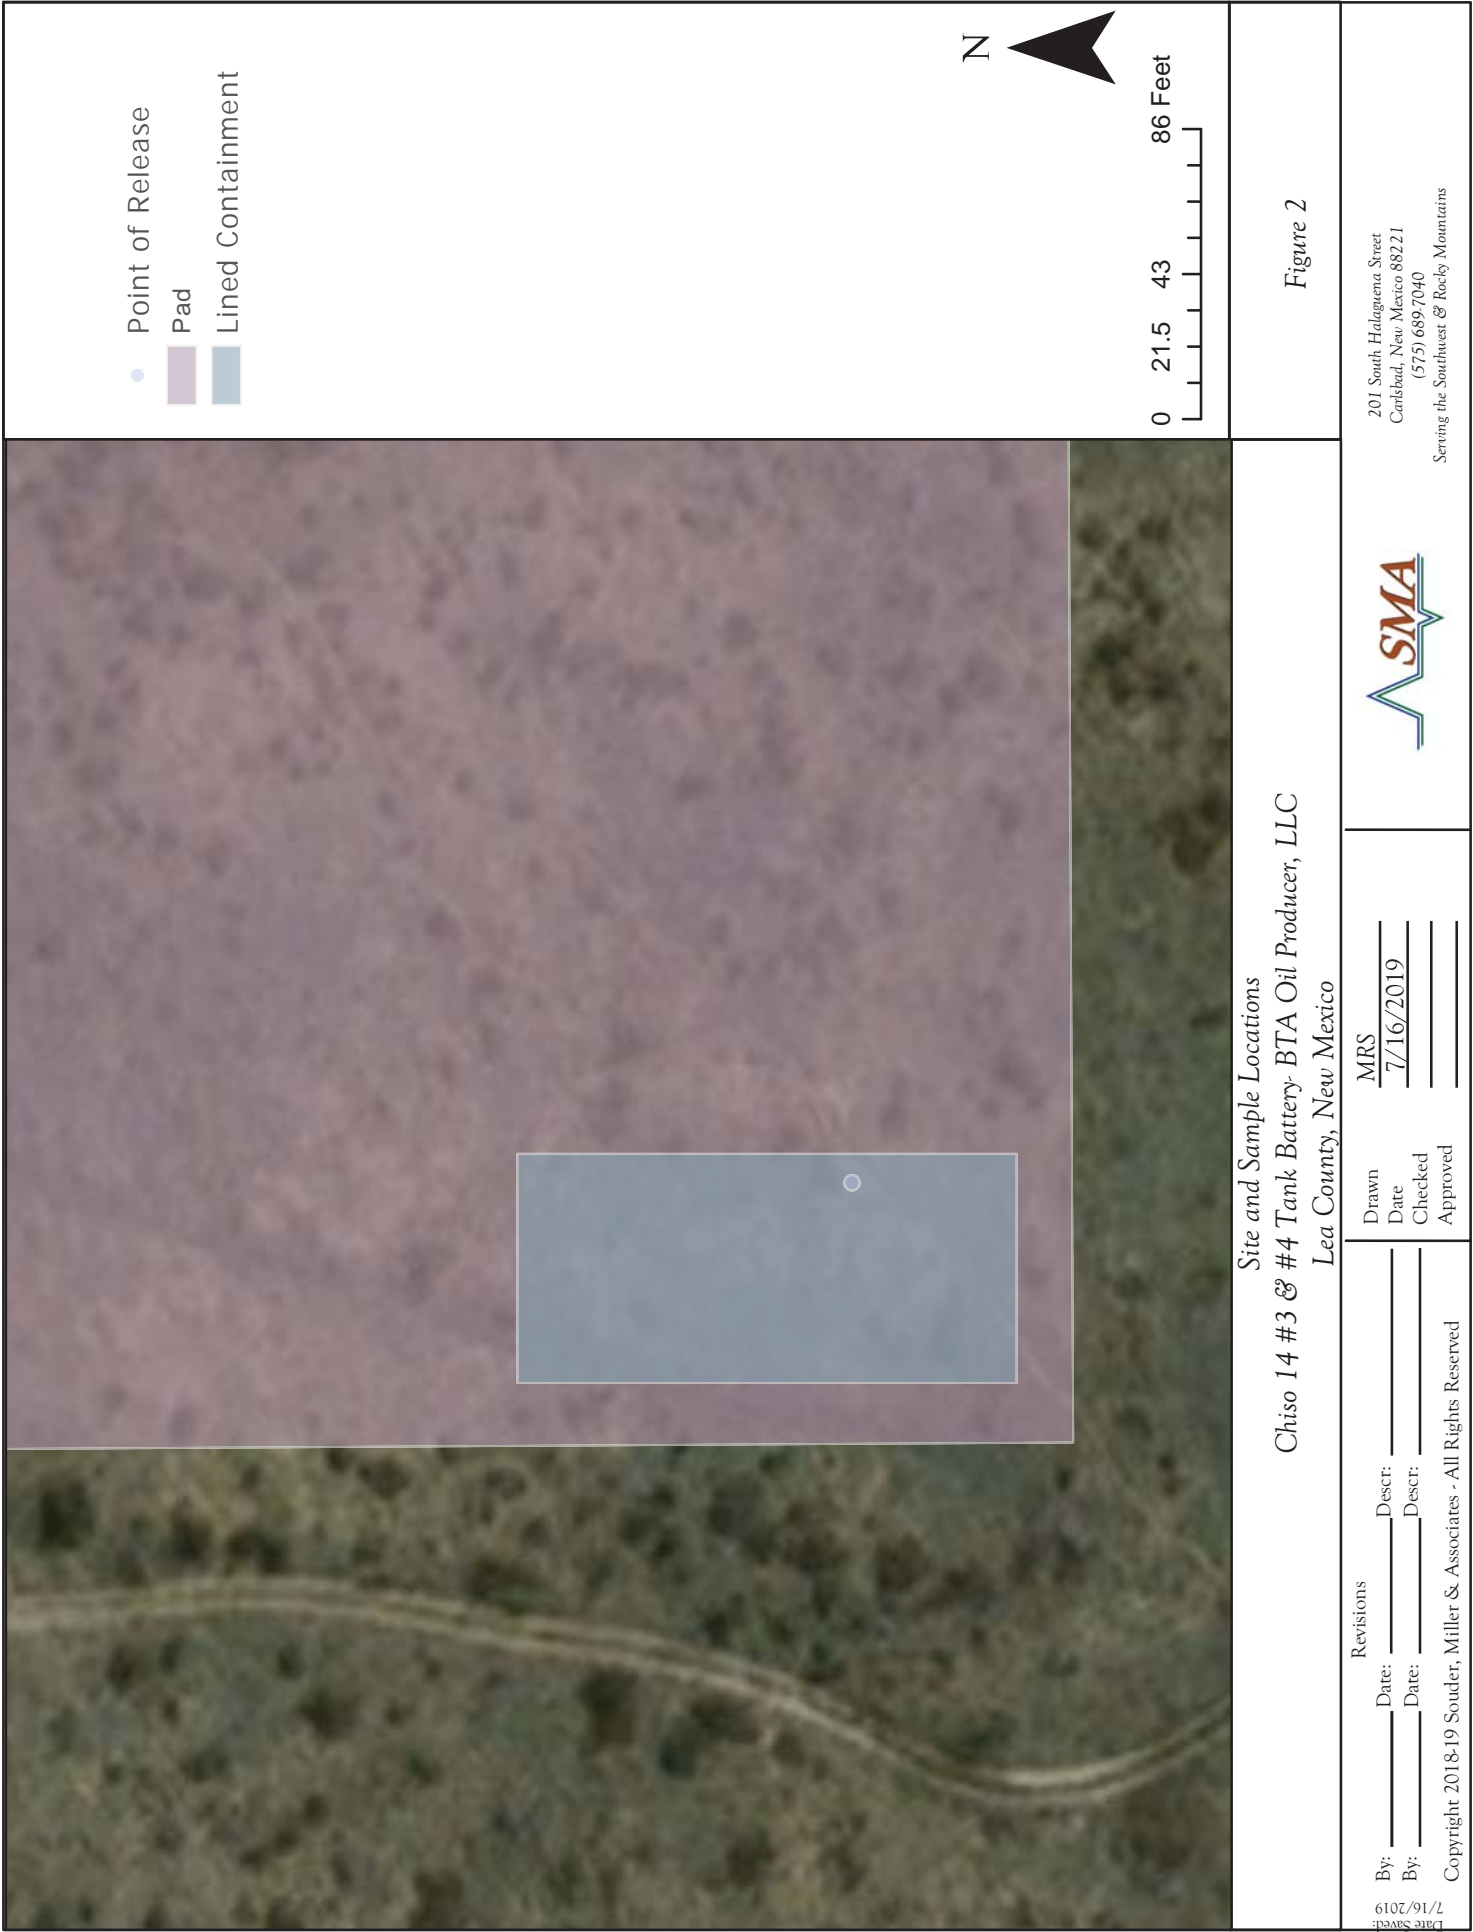 Point of Release
Pad
Lined Containment
N
0 21.5 43 86 Feet
Figure 2
Site and Sample Locations
Chiso 14 #3 & #4 Tank Battery- BTA Oil Producer, LLC
Lea County, New Mexico
Date Saved:
7/16/2019
Revisions
By: Date: Descr:
By: Date: Descr:
Copyright 2018-19 Souder, Miller & Associates - All Rights Reserved
Drawn MRS
Date 7/16/2019
Checked
Approved
SMA
201 South Halaguena Street
Carlsbad, New Mexico 88221
(575) 689-7040
Serving the Southwest & Rocky Mountains